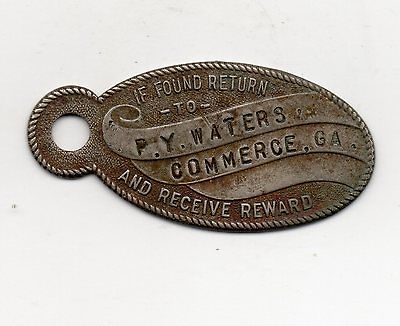 IF FOUND RETURN
-TO-
P.Y. WATERS
COMMERCE, GA.
AND RECEIVE REWARD